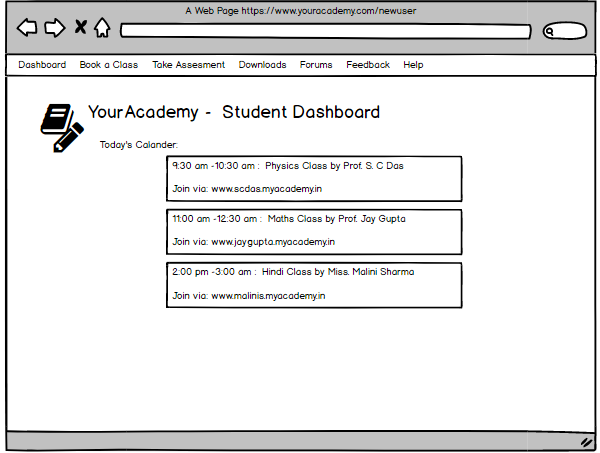 A Web Page https://www.youracademy.com/newuser
Dashboard Book a Class Take Assesment Downloads Forums Feedback Help
YourAcademy - Student Dashboard
Today's Calander:
9:30 am -10:30 am : Physics Class by Prof. S. C Das
Join via: www.scdas.myacademy.in
11:00 am -12:30 am : Maths Class by Prof. Jay Gupta
Join via: www.jaygupta.myacademy.in
2:00 pm -3:00 am : Hindi Class by Miss. Malini Sharma
Join via: www.malinis.myacademy.in